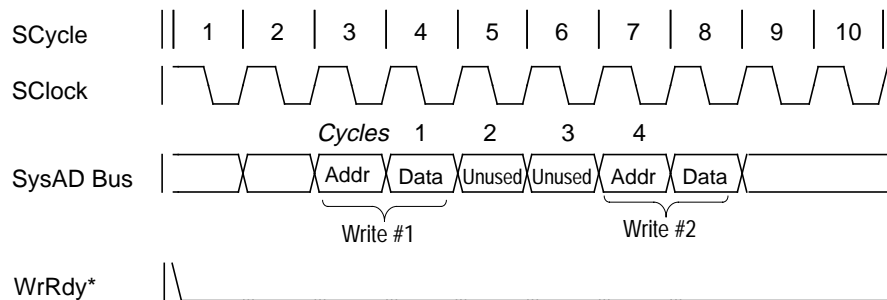 SCycle 1 2 3 4 5 6 7 8 9 10
SClock
Cycles 1 2 3 4
SysAD Bus Addr Data Unused Unused Addr Data
Write #1 Write #2
WrRdy*